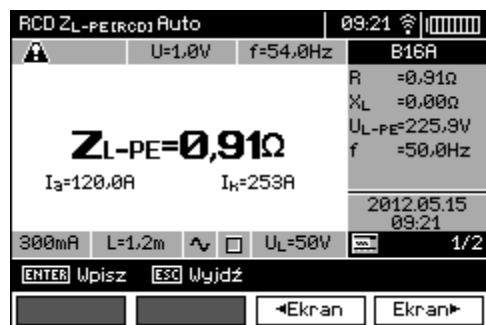 RCD ZL-PE[RCD] Auto 09:21
U=1,0V f=54,0Hz B16A
R =0,91Ω
XL =0,00Ω
UL-PE=225,9V
f =50,0Hz
ZL-PE=0,91Ω
Ia=120,0A Ik=253A
2012.05.15
09:21
300mA L=1,2m UL=50V 1/2
ENTER Wpisz ESC Wyjdź
◄Ekran Ekran►